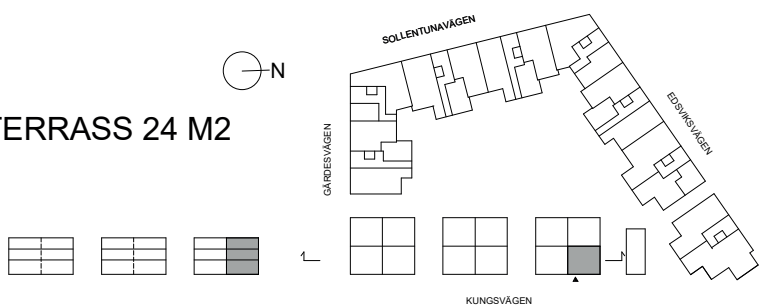 SOLLENTUNAVÄGEN
N
TERRASS 24 M2
GÄRDESVÄGEN
EDSVIKSVÄGEN
KUNGSVÄGEN